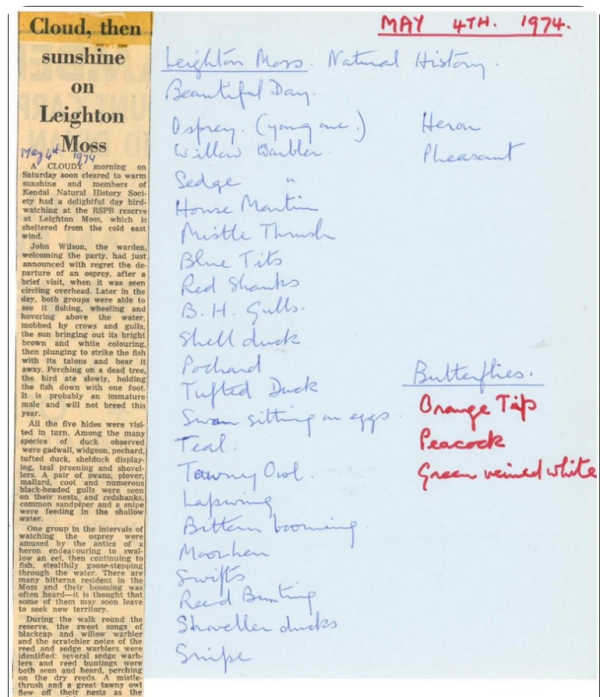 Cloud, then
sunshine
on
Leighton
Moss
May 4th 1974
A CLOUDY morning on
Saturday soon cleared to warm
sunshine and members of
Kendal Natural History Soci-
ety had a delightful day bird-
watching at the RSPB reserve
at Leighton Moss, which is
sheltered from the cold east
wind.
John Wilson, the warden,
welcoming the party, had just
announced with regret the de-
parture of an osprey, after a
brief visit, when it was seen
circling overhead. Later in the
day, both groups were able to
see it fishing, wheeling and
hovering above the water,
mobbed by crows and gulls,
the sun bringing out its bright
brown and white colouring,
then plunging to strike the fish
with its talons and bear it
away. Perching on a dead tree,
the bird ate slowly, holding
the fish down with one foot.
It is probably an immature
male and will not breed this
year.
All the five hides were visi-
ted in turn. Among the many
species of duck observed
were gadwall, widgeon, pochard,
tufted duck, shelduck display-
ing, teal preening and shovel-
lers. A pair of swans, plover,
mallard, coot and numerous
black-headed gulls were seen
on their nests, and redshanks,
common sandpiper and a snipe
were feeding in the shallow
water.
One group in the intervals of
watching the osprey were
amused by the antics of a
heron endeavouring to swal-
low an eel, then continuing to
fish, stealthily goose-stepping
through the water. There are
many bitterns resident in the
Moss and their booming was
often heard—it is thought that
some of them may soon leave
to seek new territory.
During the walk round the
reserve, the sweet songs of
blackcap and willow warbler
and the scratchier notes of the
reed and sedge warblers were
identified: several sedge warb-
lers and reed buntings were
both seen and heard, perching
on the dry reeds. A mistle-
thrush and a great tawny owl
flew off their nests as the
MAY 4TH. 1974.
Leighton Moss. Natural History.
Beautiful Day.
Osprey. (young one.)
Willow Warbler.
Sedge "
House Martin
Mistle Thrush
Blue Tits
Red Shanks
B. H. Gulls.
Shell duck
Pochard
Tufted Duck
Swan sitting on eggs.
Teal.
Tawny Owl.
Lapwing
Bittern booming.
Moorhen
Swifts
Reed Bunting
Shoveller ducks
Snipe
Heron
Pheasant
Butterflies.
Orange Tips
Peacock
Green veined white